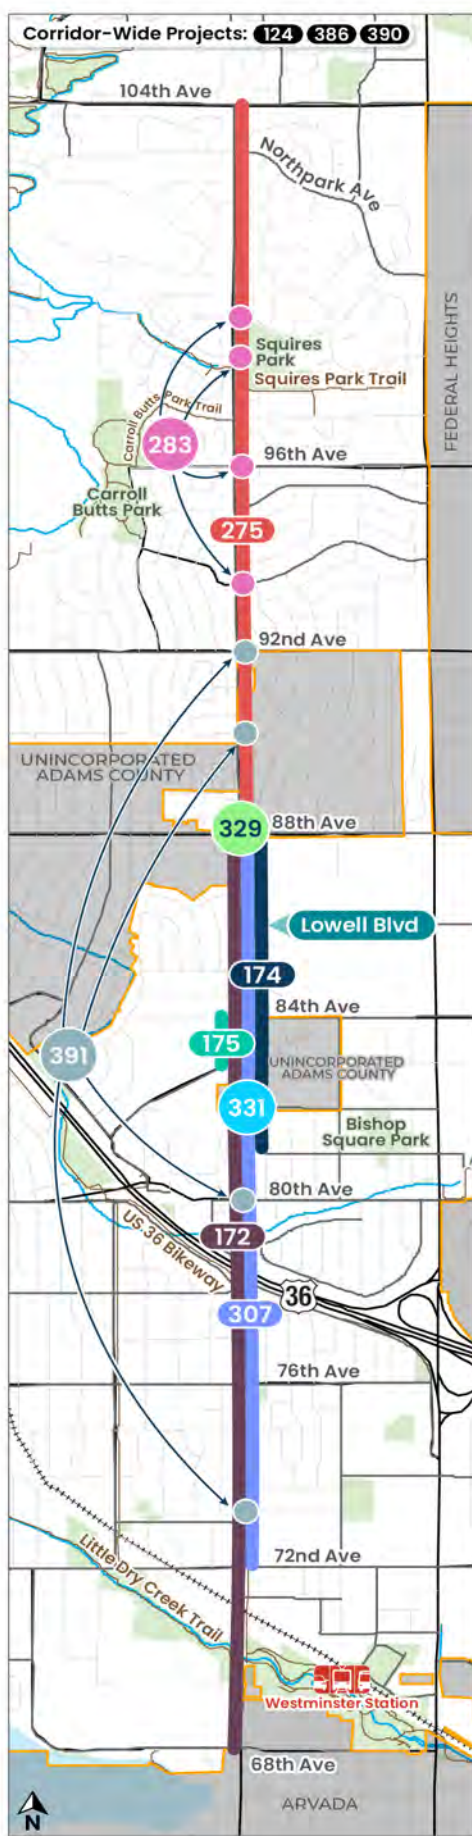 Corridor-Wide Projects: 124 386 390
104th Ave
Northpark Ave
FEDERAL HEIGHTS
Squires
Park
Squires Park Trail
Carroll Butts Park Trail
283
96th Ave
Carroll
Butts Park
275
92nd Ave
UNINCORPORATED
ADAMS COUNTY
329
88th Ave
Lowell Blvd
174
84th Ave
175
391
UNINCORPORATED
ADAMS COUNTY
331
Bishop
Square Park
80th Ave
172
US 36 Bikeway
36
307
76th Ave
72nd Ave
Little Dry Creek Trail
Westminster Station
68th Ave
N
ARVADA